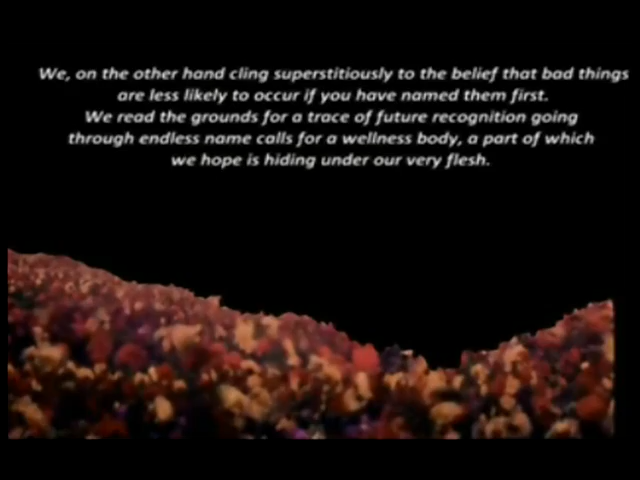 We, on the other hand cling superstitiously to the belief that bad things
are less likely to occur if you have named them first.
We read the grounds for a trace of future recognition going
through endless name calls for a wellness body, a part of which
we hope is hiding under our very flesh.